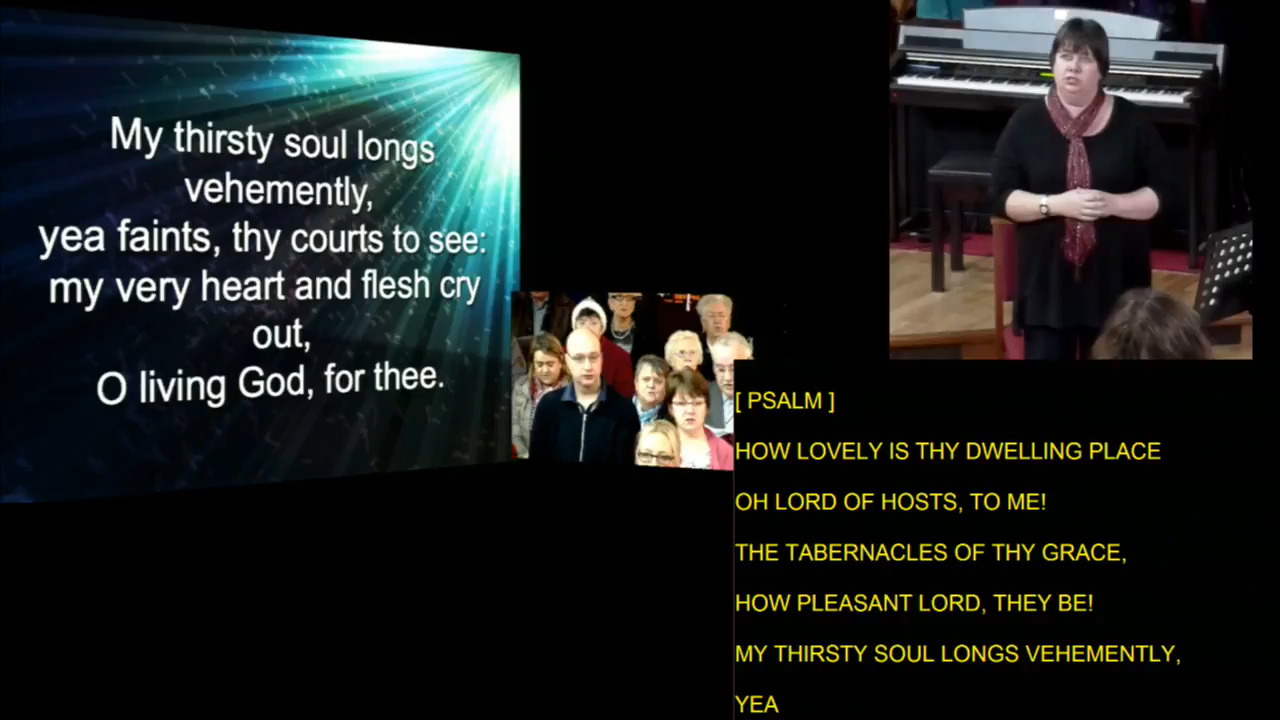 My thirsty soul longs
vehemently,
yea faints, thy courts to see:
my very heart and flesh cry
out,
O living God, for thee.
[ PSALM ]
HOW LOVELY IS THY DWELLING PLACE
OH LORD OF HOSTS, TO ME!
THE TABERNACLES OF THY GRACE,
HOW PLEASANT LORD, THEY BE!
MY THIRSTY SOUL LONGS VEHEMENTLY,
YEA